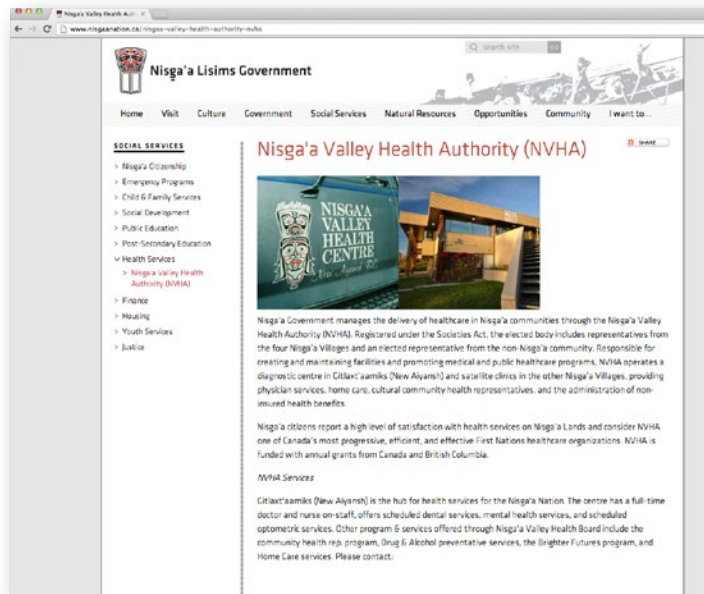 Nisga'a Valley Health Auth
www.nisgaanation.ca/nisgaa-valley-health-authority-nvha
search site
GO
Nisga'a Lisims Government
Home Visit Culture Government Social Services Natural Resources Opportunities Community I want to...
SOCIAL SERVICES
> Nisga'a Citizenship
> Emergency Programs
> Child & Family Services
> Social Development
> Public Education
> Post-Secondary Education
Health Services
> Nisga'a Valley Health
Authority (NVHA)
> Finance
> Housing
> Youth Services
> Justice
Nisga'a Valley Health Authority (NVHA)
SHARE
NISGA'A
VALLEY
HEALTH
CENTRE
New Aiyansh B.C.
Nisga'a Government manages the delivery of healthcare in Nisga'a communities through the Nisga'a Valley
Health Authority (NVHA). Registered under the Societies Act, the elected body includes representatives from
the four Nisga'a Villages and an elected representative from the non-Nisga'a community. Responsible for
creating and maintaining facilities and promoting medical and public healthcare programs, NVHA operates a
diagnostic centre in Gitlaxt'aamiks (New Aiyansh) and satellite clinics in the other Nisga'a Villages, providing
physician services, home care, cultural community health representatives, and the administration of non-
insured health benefits.
Nisga'a citizens report a high level of satisfaction with health services on Nisga'a Lands and consider NVHA
one of Canada's most progressive, efficient, and effective First Nations healthcare organizations. NVHA is
funded with annual grants from Canada and British Columbia.
NVHA Services
Gitlaxt'aamiks (New Aiyansh) is the hub for health services for the Nisga'a Nation. The centre has a full-time
doctor and nurse on-staff, offers scheduled dental services, mental health services, and scheduled
optometric services. Other program & services offered through Nisga'a Valley Health Board include the
community health rep. program, Drug & Alcohol preventative services, the Brighter Futures program, and
Home Care services. Please contact: